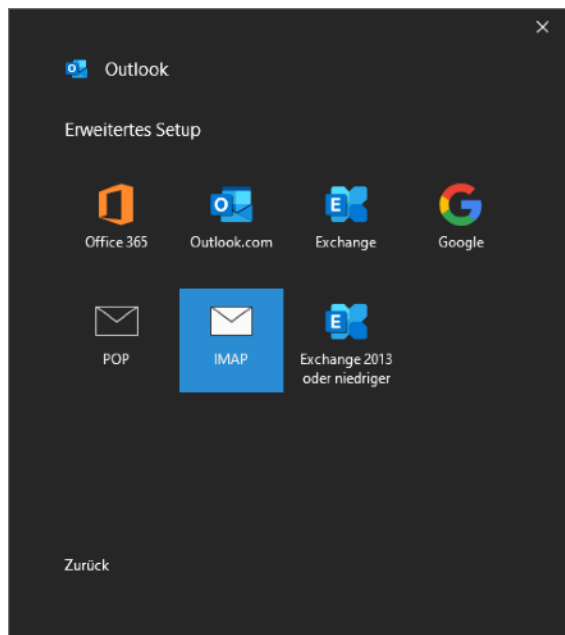 Outlook
Erweitertes Setup
Office 365
Outlook.com
Exchange
Google
POP
IMAP
Exchange 2013
oder niedriger
Zurück